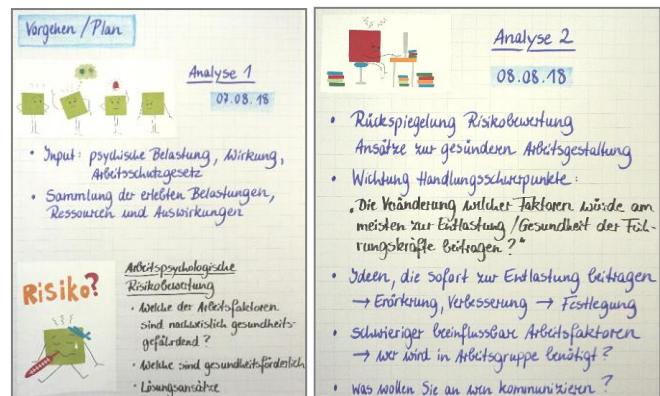 Vorgehen / Plan
Analyse 1
07.08.18
• Input: psychische Belastung, Wirkung,
Arbeitsschutzgesetz
• Sammlung der erlebten Belastungen,
Ressourcen und Auswirkungen
Risiko?
Arbeitspsychologische
Risikobewertung
• Welche der Arbeitsfaktoren
sind nachweislich gesundheits-
gefährdend?
• Welche sind gesundheitsförderlich
• Lösungsansätze
Analyse 2
08.08.18
• Rückspiegelung Risikobewertung
Ansätze zur gesünderen Arbeitsgestaltung
• Wichtung Handlungsschwerpunkte:
„Die Veränderung welcher Faktoren würde am
meisten zur Entlastung / Gesundheit der Füh-
rungskräfte beitragen?"
• Ideen, die sofort zur Entlastung beitragen
→ Erörterung, Verbesserung → Festlegung
• schwieriger beeinflussbare Arbeitsfaktoren
→ wer wird in Arbeitsgruppe benötigt?
• Was wollen Sie an wen kommunizieren?